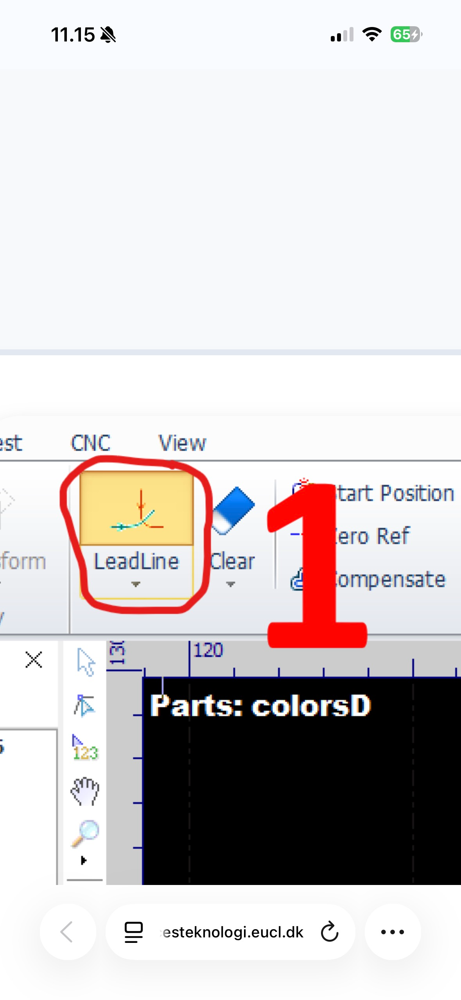 11.15
65
est CNC View
LeadLine
Clear
tart Position
ero Ref
ompensate
form
y
1
130
120
Parts: colorsD
123
esteknologi.eucl.dk